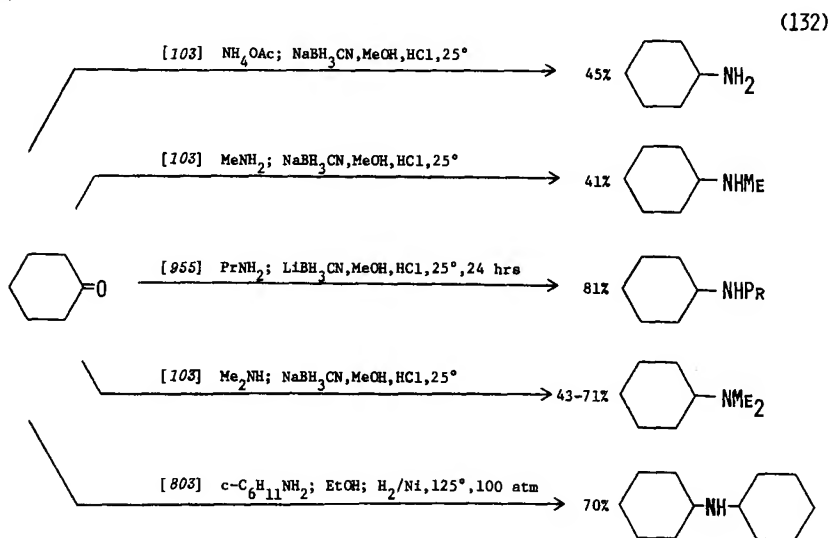 (132)
[103] NH4OAc; NaBH3CN,MeOH,HCl,25°
45% NH2
[103] MeNH2; NaBH3CN,MeOH,HCl,25°
41% NHME
[955] PrNH2; LiBH3CN,MeOH,HCl,25°,24 hrs
=O 81% NHPR
[103] Me2NH; NaBH3CN,MeOH,HCl,25°
43-71% NME2
[803] c-C6H11NH2; EtOH; H2/Ni,125°,100 atm
70% NH